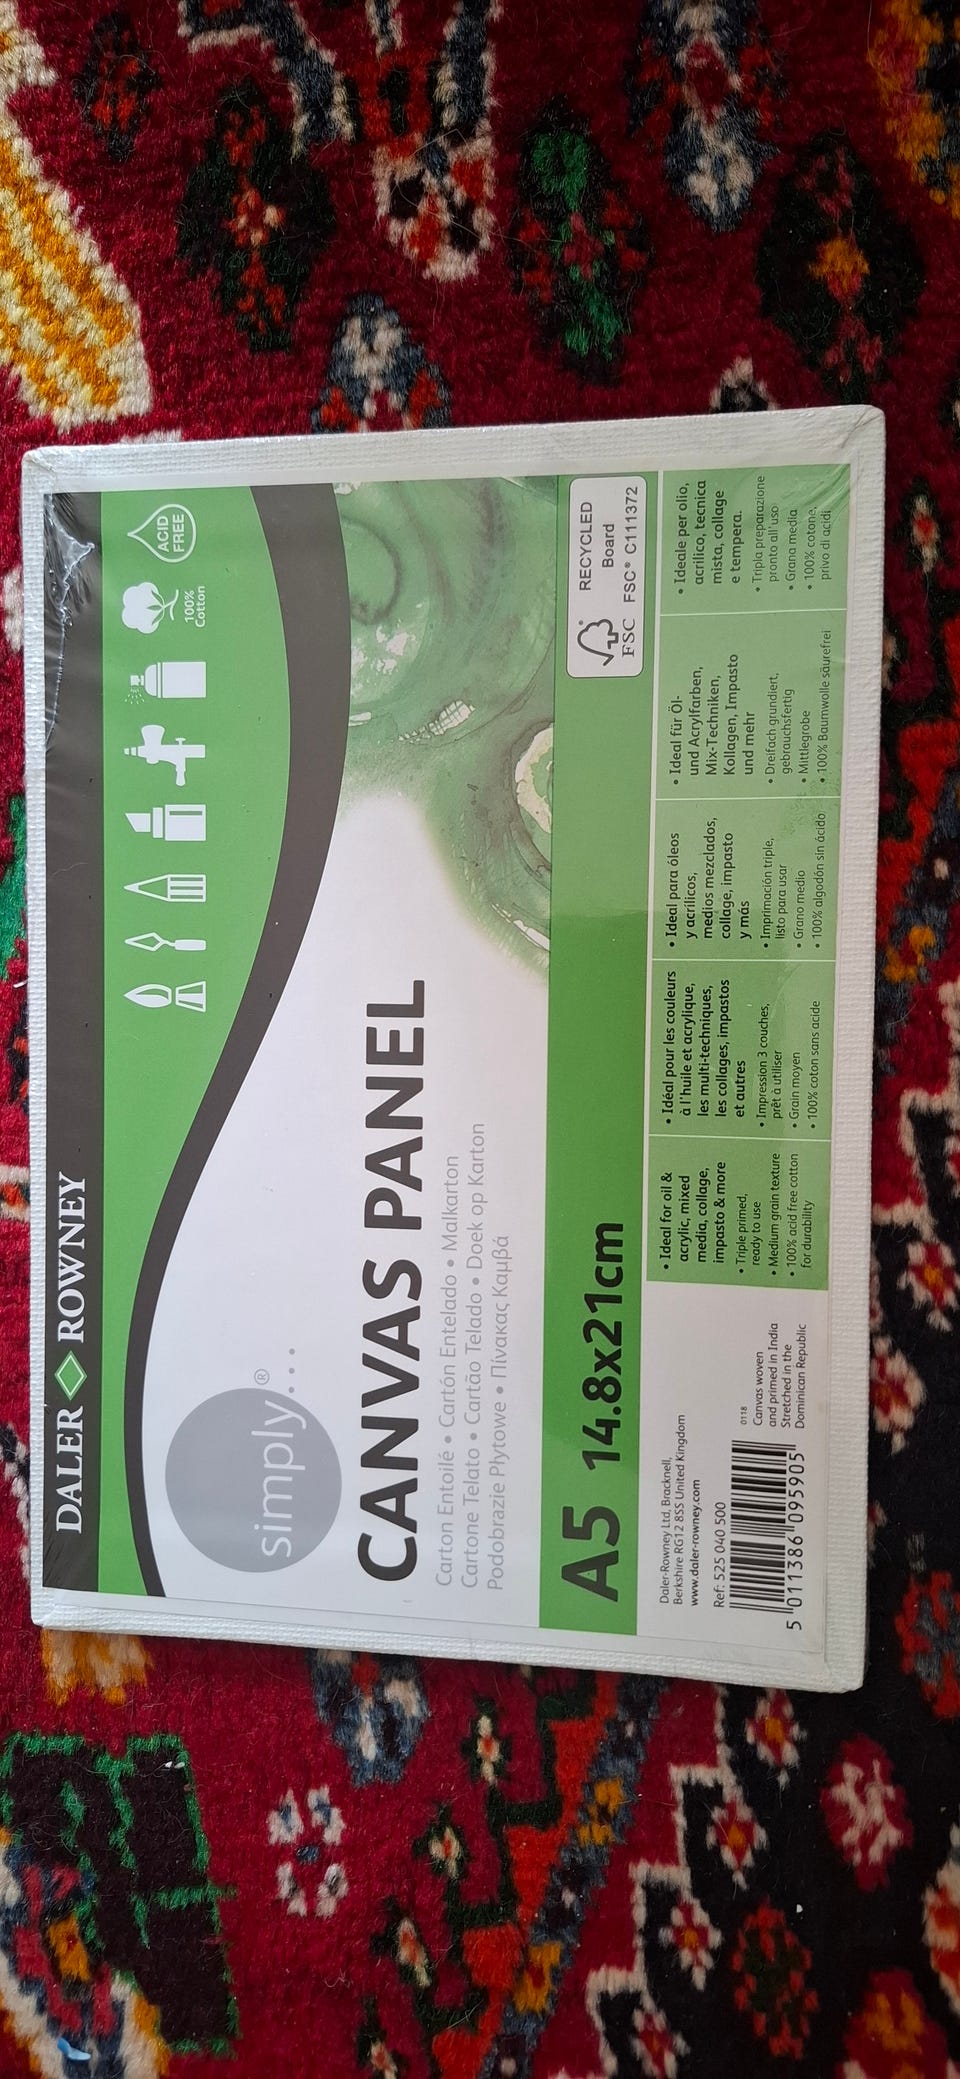 DALER ROWNEY
100%
Cotton
ACID
FREE
simply®...
CANVAS PANEL
Carton Entoilé • Cartón Entelado • Malkarton
Cartone Telato • Cartão Telado • Doek op Karton
Podobrazie Płytowe • Πίνακας Καμβά
A5 14.8x21cm
FSC
RECYCLED
Board
FSC® C111372
Daler-Rowney Ltd, Bracknell,
Berkshire RG12 8SS United Kingdom
www.daler-rowney.com
Ref: 525 040 500
5 011386 095905
0118
Canvas woven
and primed in India
Stretched in the
Dominican Republic
• Ideal for oil &
acrylic, mixed
media, collage,
impasto & more
• Triple primed,
ready to use
• Medium grain texture
• 100% acid free cotton
for durability
• Idéal pour les couleurs
à l'huile et acrylique,
les multi-techniques,
les collages, impastos
et autres
• Impression 3 couches,
prêt à utiliser
• Grain moyen
• 100% coton sans acide
• Ideal para óleos
y acrílicos,
medios mezclados,
collage, impasto
y más
• Imprimación triple,
listo para usar
• Grano medio
• 100% algodón sin ácido
• Ideal für Öl-
und Acrylfarben,
Mix-Techniken,
Kollagen, Impasto
und mehr
• Dreifach grundiert,
gebrauchsfertig
• Mittlegrobe
• 100% Baumwolle säurefrei
• Ideale per olio,
acrilico, tecnica
mista, collage
e tempera.
• Tripla preparazione
pronto all'uso
• Grana media
• 100% cotone,
privo di acidi